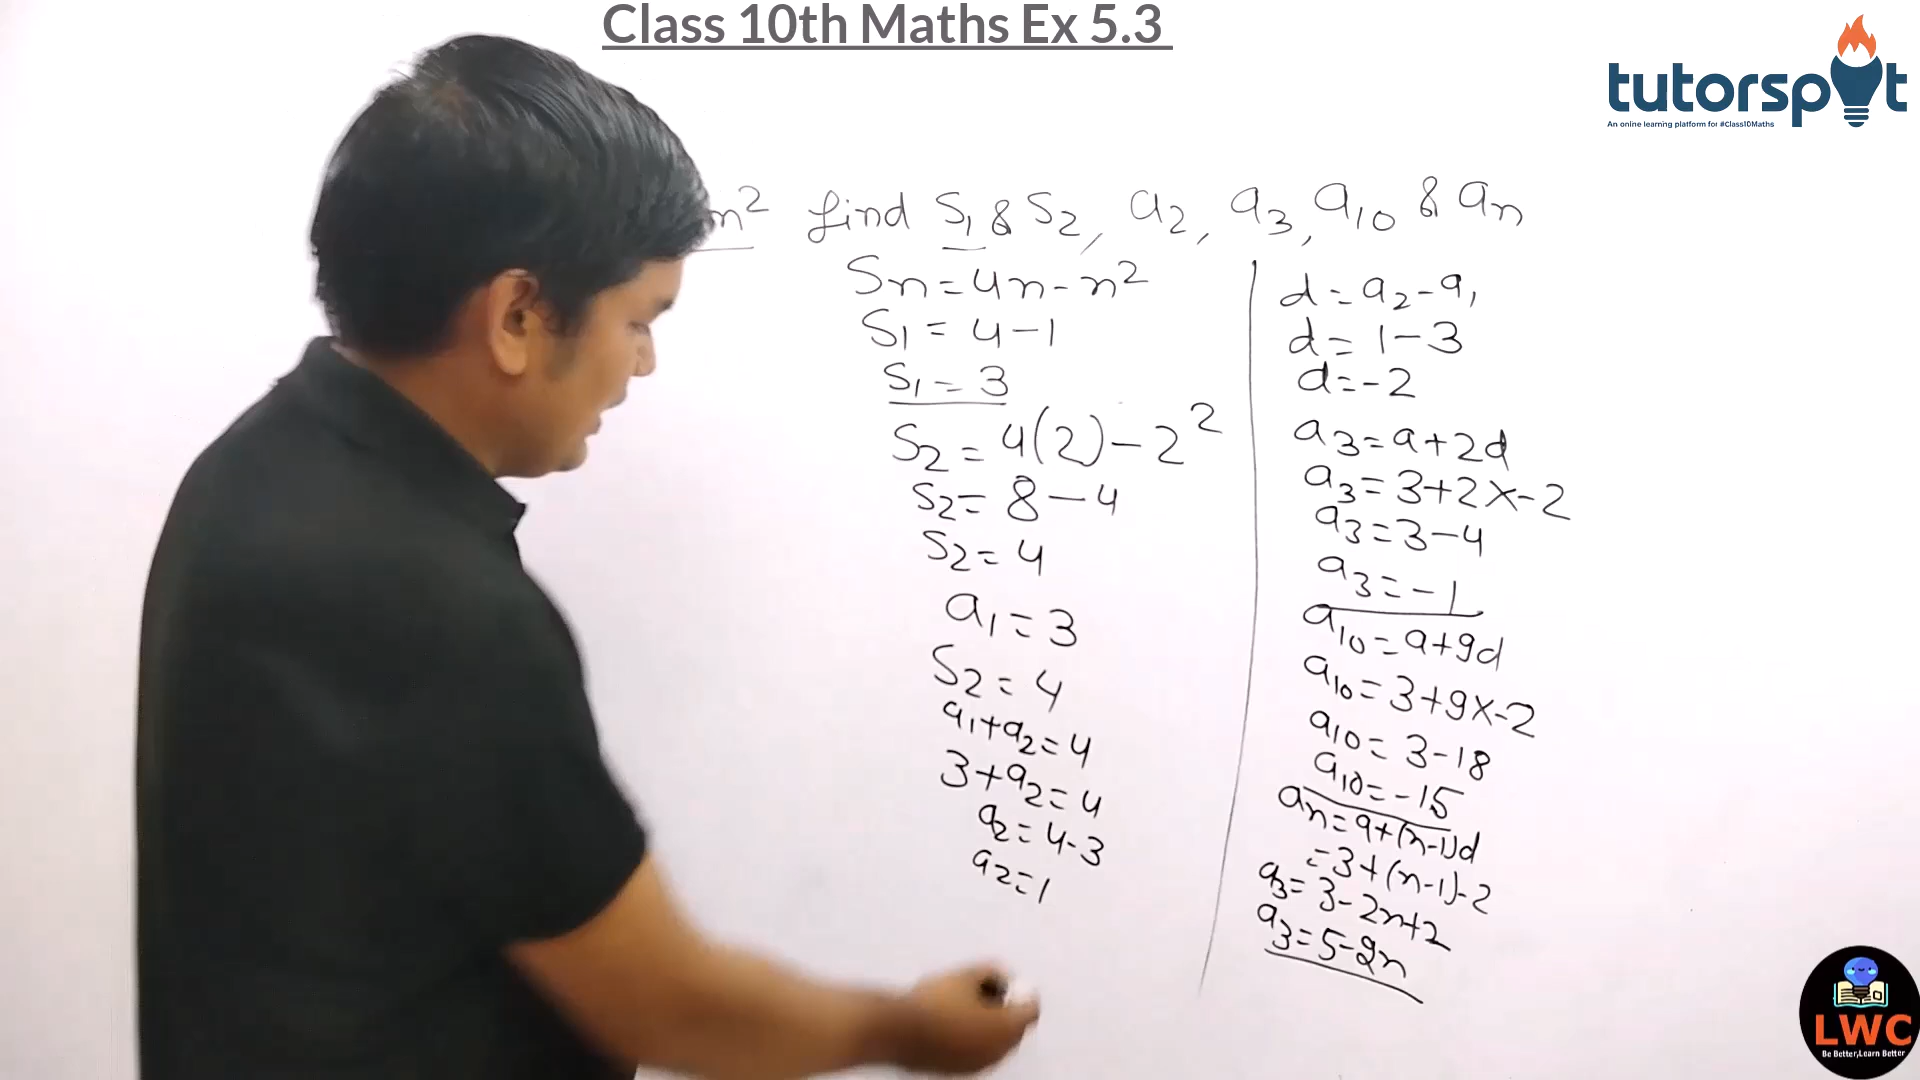 Class 10th Maths Ex 5.3
tutorspot
An online learning platform for #Class10Maths
n² find S₁ & S₂, a₂, a₃, a₁₀ & aₙ
Sₙ = 4n - n²
S₁ = 4 - 1
S₁ = 3
S₂ = 4(2) - 2²
S₂ = 8 - 4
S₂ = 4
a₁ = 3
S₂ = 4
a₁ + a₂ = 4
3 + a₂ = 4
a₂ = 4 - 3
a₂ = 1
d = a₂ - a₁
d = 1 - 3
d = -2
a₃ = a + 2d
a₃ = 3 + 2 × -2
a₃ = 3 - 4
a₃ = -1
a₁₀ = a + 9d
a₁₀ = 3 + 9 × -2
a₁₀ = 3 - 18
a₁₀ = -15
aₙ = a + (n-1)d
= 3 + (n-1) -2
a₃ = 3 - 2n + 2
a₃ = 5 - 2n
LWC
Be Better,Learn Better